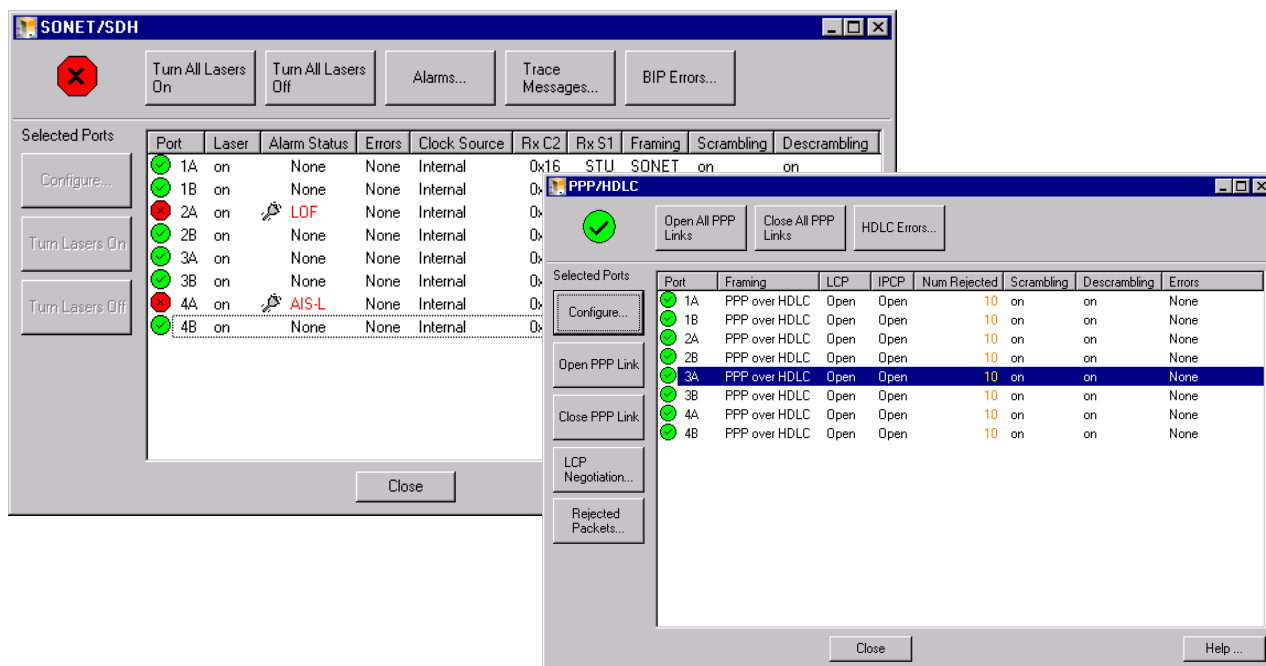 SONET/SDH
Turn All Lasers On
Turn All Lasers Off
Alarms...
Trace Messages...
BIP Errors...
Selected Ports
Configure...
Turn Lasers On
Turn Lasers Off
Port Laser Alarm Status Errors Clock Source Rx C2 Rx S1 Framing Scrambling Descrambling
1A on None None Internal 0x16 STU SONET on on
1B on None None Internal
2A on LOF None Internal
2B on None None Internal
3A on None None Internal
3B on None None Internal
4A on AIS-L None Internal
4B on None None Internal
Close
PPP/HDLC
Open All PPP Links
Close All PPP Links
HDLC Errors...
Selected Ports
Configure...
Open PPP Link
Close PPP Link
LCP Negotiation...
Rejected Packets...
Port Framing LCP IPCP Num Rejected Scrambling Descrambling Errors
1A PPP over HDLC Open Open 10 on on None
1B PPP over HDLC Open Open 10 on on None
2A PPP over HDLC Open Open 10 on on None
2B PPP over HDLC Open Open 10 on on None
3A PPP over HDLC Open Open 10 on on None
3B PPP over HDLC Open Open 10 on on None
4A PPP over HDLC Open Open 10 on on None
4B PPP over HDLC Open Open 10 on on None
Close
Help ...